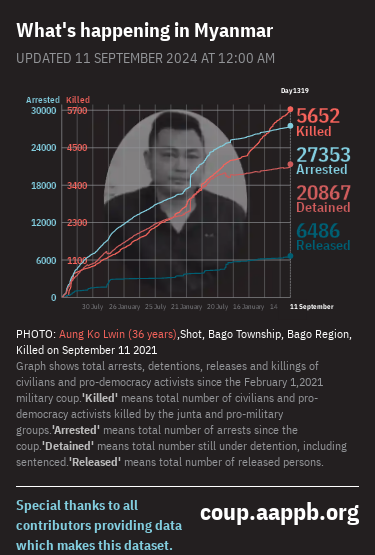 What's happening in Myanmar
UPDATED 11 SEPTEMBER 2024 AT 12:00 AM
Day1319
Arrested Killed
30000 5700
24000 4500
18000 3400
12000 2300
6000 1100
0
5652
Killed
27353
Arrested
20867
Detained
6486
Released
30 July 26 January 25 July 21 January 20 July 16 January 14 11 September
PHOTO: Aung Ko Lwin (36 years),Shot, Bago Township, Bago Region,
Killed on September 11 2021
Graph shows total arrests, detentions, releases and killings of
civilians and pro-democracy activists since the February 1,2021
military coup.'Killed' means total number of civilians and pro-
democracy activists killed by the junta and pro-military
groups.'Arrested' means total number of arrests since the
coup.'Detained' means total number still under detention, including
sentenced.'Released' means total number of released persons.
Special thanks to all
contributors providing data
which makes this dataset.
coup.aappb.org